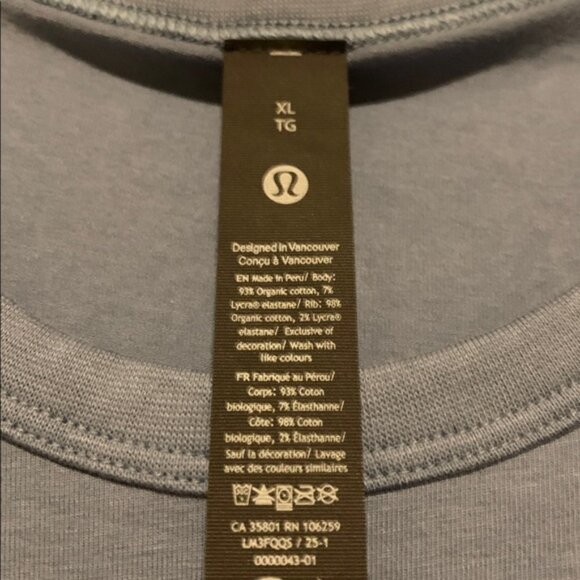 XL
TG
Designed in Vancouver
Conçu à Vancouver
EN Made in Peru/ Body:
93% Organic cotton, 7%
Lycra® elastane/ Rib: 98%
Organic cotton, 2% Lycra®
elastane/ Exclusive of
decoration/ Wash with
like colours
FR Fabriqué au Pérou/
Corps: 93% Coton
biologique, 7% Élasthanne/
Côte: 98% Coton
biologique, 2% Élasthanne/
Sauf la décoration/ Lavage
avec des couleurs similaires
CA 35801 RN 106259
LM3FQQS / 25-1
0000043-01